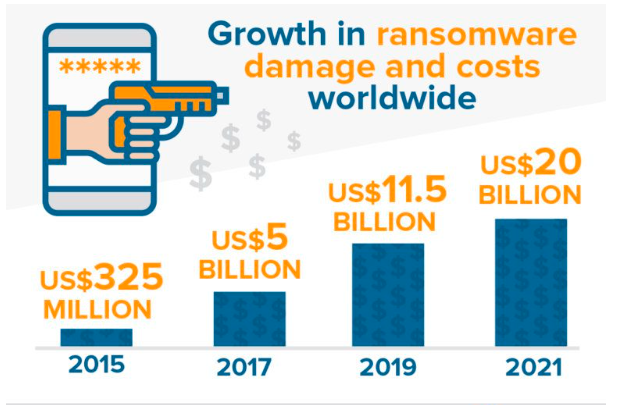 Growth in ransomware
damage and costs
worldwide
*****
US$325
MILLION
US$5
BILLION
US$11.5
BILLION
US$20
BILLION
2015
2017
2019
2021